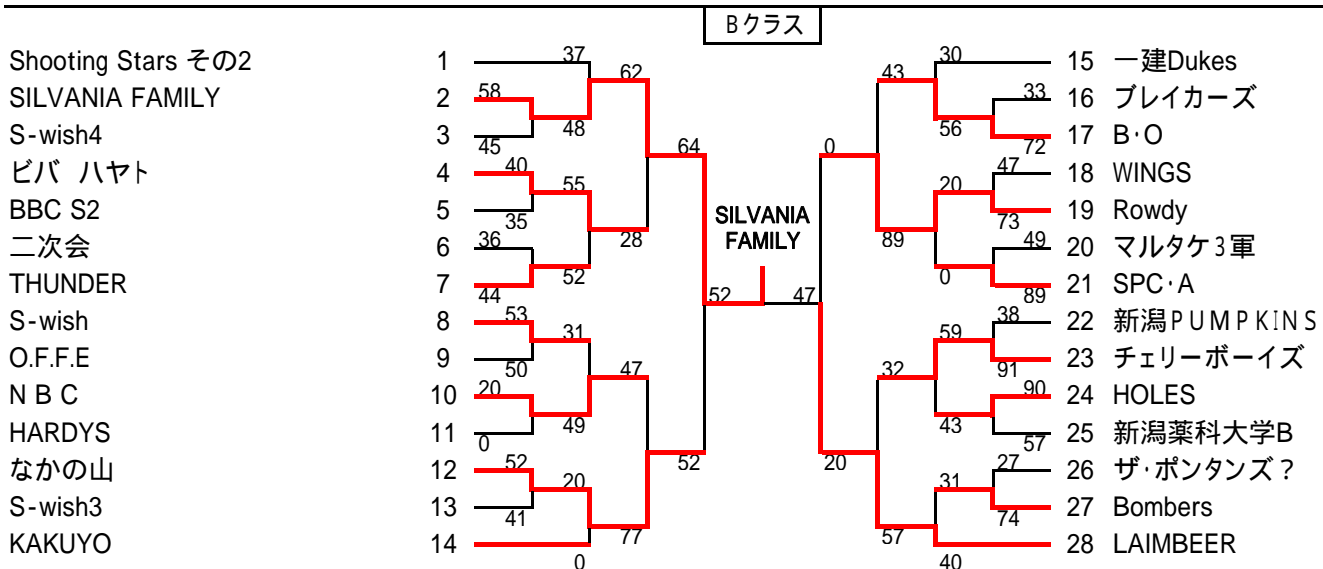 Bクラス
Shooting Stars その2 1 37 30 15 一建Dukes
62 43
SILVANIA FAMILY 2 58 33 16 ブレイカーズ
48 56
S-wish4 3 45 72 17 B・O
64 0
ビバ ハヤト 4 40 47 18 WINGS
55 20
BBC S2 5 35 73 19 Rowdy
SILVANIA
FAMILY
28 89
二次会 6 36 49 20 マルタケ3軍
52 0
THUNDER 7 44 89 21 SPC・A
52 47
S-wish 8 53 38 22 新潟PUMPKINS
31 59
O.F.F.E 9 50 91 23 チェリーボーイズ
47 32
N B C 10 20 90 24 HOLES
49 43
HARDYS 11 0 57 25 新潟薬科大学B
52 20
なかの山 12 52 27 26 ザ・ポンタンズ？
20 31
S-wish3 13 41 74 27 Bombers
77 57
KAKUYO 14 0 40 28 LAIMBEER